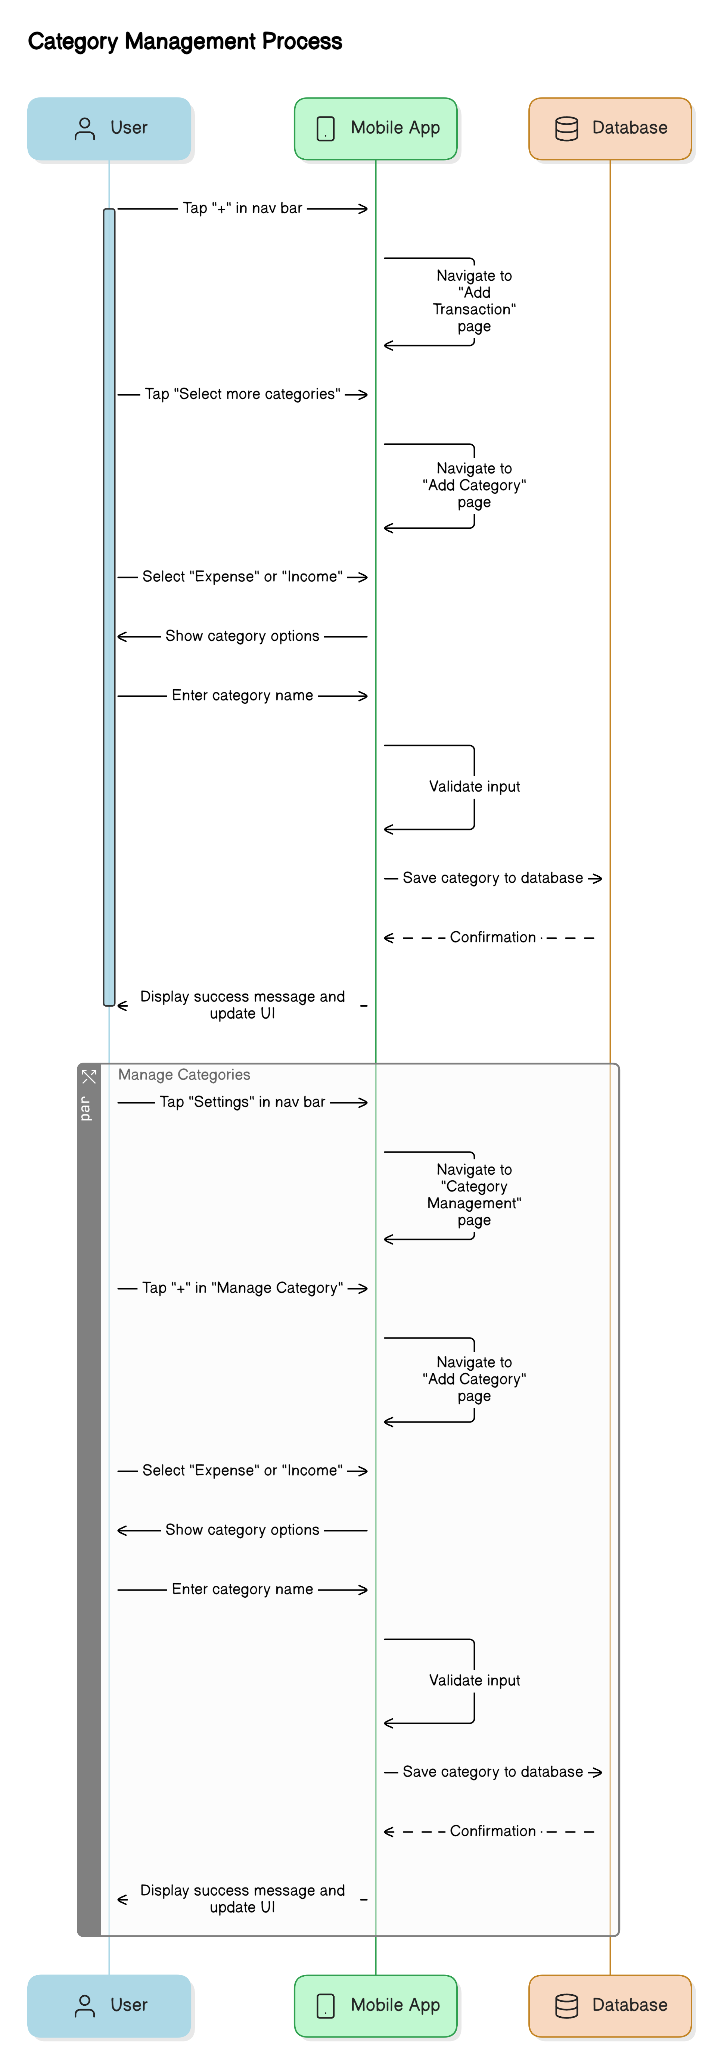 Category Management Process
User
Mobile App
Database
Tap "+" in nav bar
Navigate to
"Add
Transaction"
page
Tap "Select more categories"
Navigate to
"Add Category"
page
Select "Expense" or "Income"
Show category options
Enter category name
Validate input
Save category to database
Confirmation
Display success message and
update UI
par
Manage Categories
Tap "Settings" in nav bar
Navigate to
"Category
Management"
page
Tap "+" in "Manage Category"
Navigate to
"Add Category"
page
Select "Expense" or "Income"
Show category options
Enter category name
Validate input
Save category to database
Confirmation
Display success message and
update UI
User
Mobile App
Database